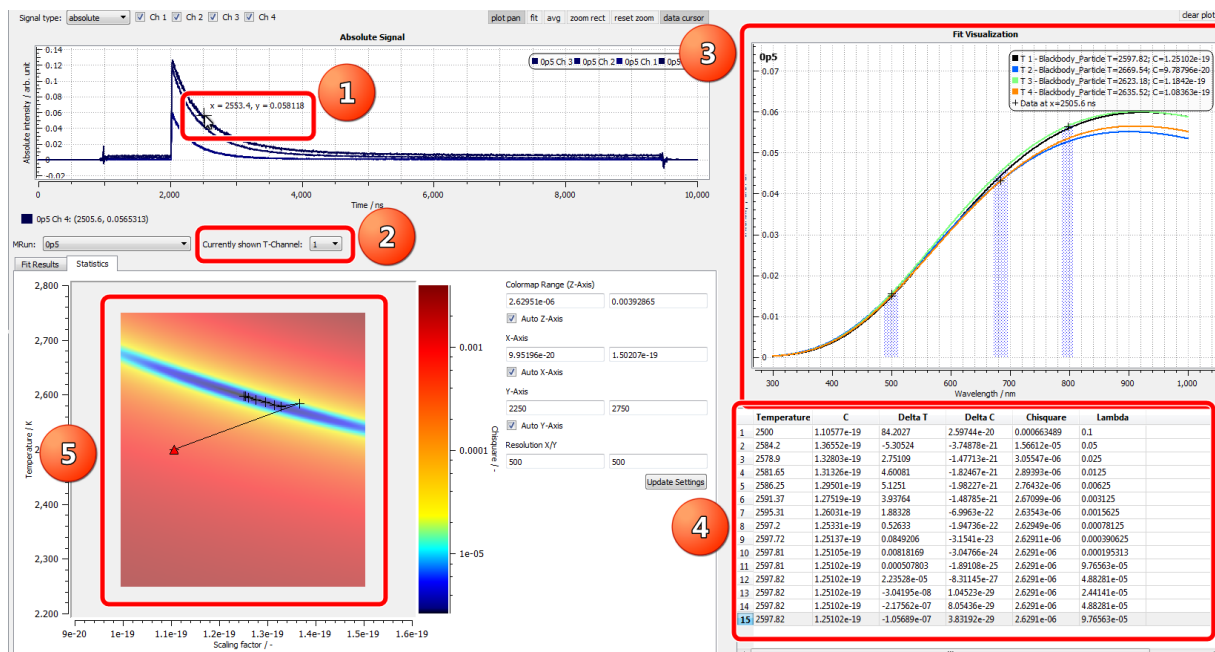 Signal type: absolute Ch 1 Ch 2 Ch 3 Ch 4 plot pan fit avg zoom rect reset zoom data cursor clear plot
Absolute Signal
0p5 Ch 3 0p5 Ch 2 0p5 Ch 1
Absolute intensity / arb. unit
0.14
0.12
0.1
0.08
0.06
0.04
0.02
0
-0.02
x = 2553.4, y = 0.058118
1
0 2,000 4,000 6,000 8,000 10,000
Time / ns
0p5 Ch 4: (2505.6, 0.0565313)
MRun: 0p5 Currently shown T-Channel: 1
2
Fit Results Statistics
Temperature / K
2,800
2,700
2,600
2,400
2,300
2,200
9e-20 1e-19 1.1e-19 1.2e-19 1.3e-19 1.4e-19 1.5e-19 1.6e-19
Scaling factor / -
5
0.001
0.0001
1e-05
Chisquare / -
Colormap Range (Z-Axis)
2.62951e-06 0.00392865
Auto Z-Axis
X-Axis
9.95196e-20 1.50207e-19
Auto X-Axis
Y-Axis
2250 2750
Auto Y-Axis
Resolution X/Y
500 500
Update Settings
3
Fit Visualization
0p5
T 1 - Blackbody_Particle T=2597.82; C=1.25102e-19
T 2 - Blackbody_Particle T=2669.54; C=9.78796e-20
T 3 - Blackbody_Particle T=2623.18; C=1.1842e-19
T 4 - Blackbody_Particle T=2635.52; C=1.08363e-19
Data at x=2505.6 ns
0.07
0.06
0.05
0.04
0.03
0.02
0.01
0
300 400 500 600 700 800 900 1,000
Wavelength / nm
4
Temperature C Delta T Delta C Chisquare Lambda
1 2500 1.10577e-19 84.2027 2.59744e-20 0.000663489 0.1
2 2584.2 1.36552e-19 -5.30524 -3.74878e-21 1.56612e-05 0.05
3 2578.9 1.32803e-19 2.75109 -1.47713e-21 3.05547e-06 0.025
4 2581.65 1.31326e-19 4.60081 -1.82467e-21 2.89393e-06 0.0125
5 2586.25 1.29501e-19 5.1251 -1.98227e-21 2.76432e-06 0.00625
6 2591.37 1.27519e-19 3.93764 -1.48785e-21 2.67099e-06 0.003125
7 2595.31 1.26031e-19 1.88328 -6.9963e-22 2.63543e-06 0.0015625
8 2597.2 1.25331e-19 0.52633 -1.94736e-22 2.62949e-06 0.00078125
9 2597.72 1.25137e-19 0.0849206 -3.1541e-23 2.62911e-06 0.000390625
10 2597.81 1.25105e-19 0.00818169 -3.04766e-24 2.6291e-06 0.000195313
11 2597.82 1.25102e-19 0.000507803 -1.89108e-25 2.6291e-06 9.76563e-05
12 2597.82 1.25102e-19 2.23528e-05 -8.31145e-27 2.6291e-06 4.88281e-05
13 2597.82 1.25102e-19 -3.04195e-08 1.04523e-29 2.6291e-06 2.44141e-05
14 2597.82 1.25102e-19 -2.17562e-07 8.05436e-29 2.6291e-06 4.88281e-05
15 2597.82 1.25102e-19 -1.05689e-07 3.83192e-29 2.6291e-06 9.76563e-05